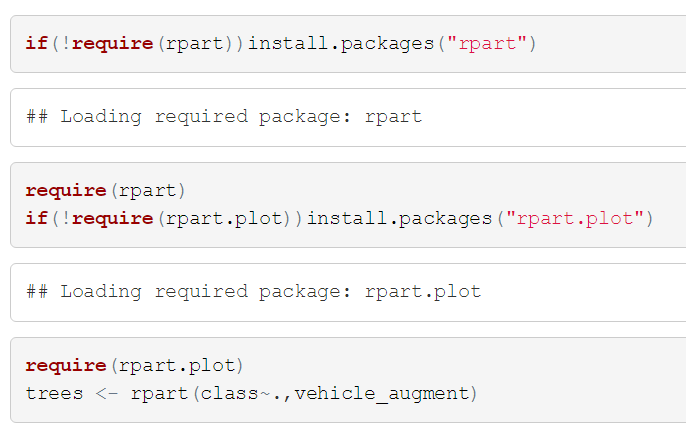 if(!require(rpart))install.packages("rpart")
## Loading required package: rpart
require(rpart)
if(!require(rpart.plot))install.packages("rpart.plot")
## Loading required package: rpart.plot
require(rpart.plot)
trees <- rpart(class~.,vehicle_augment)